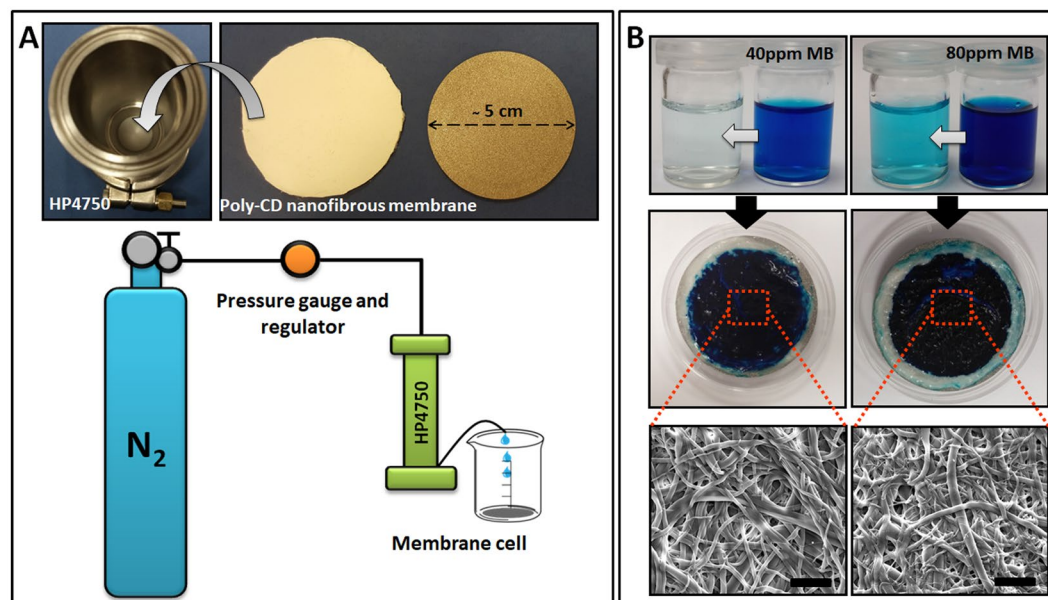 A
~ 5 cm
HP4750
Poly-CD nanofibrous membrane
Pressure gauge and
regulator
N₂
HP4750
Membrane cell
B
40ppm MB
80ppm MB